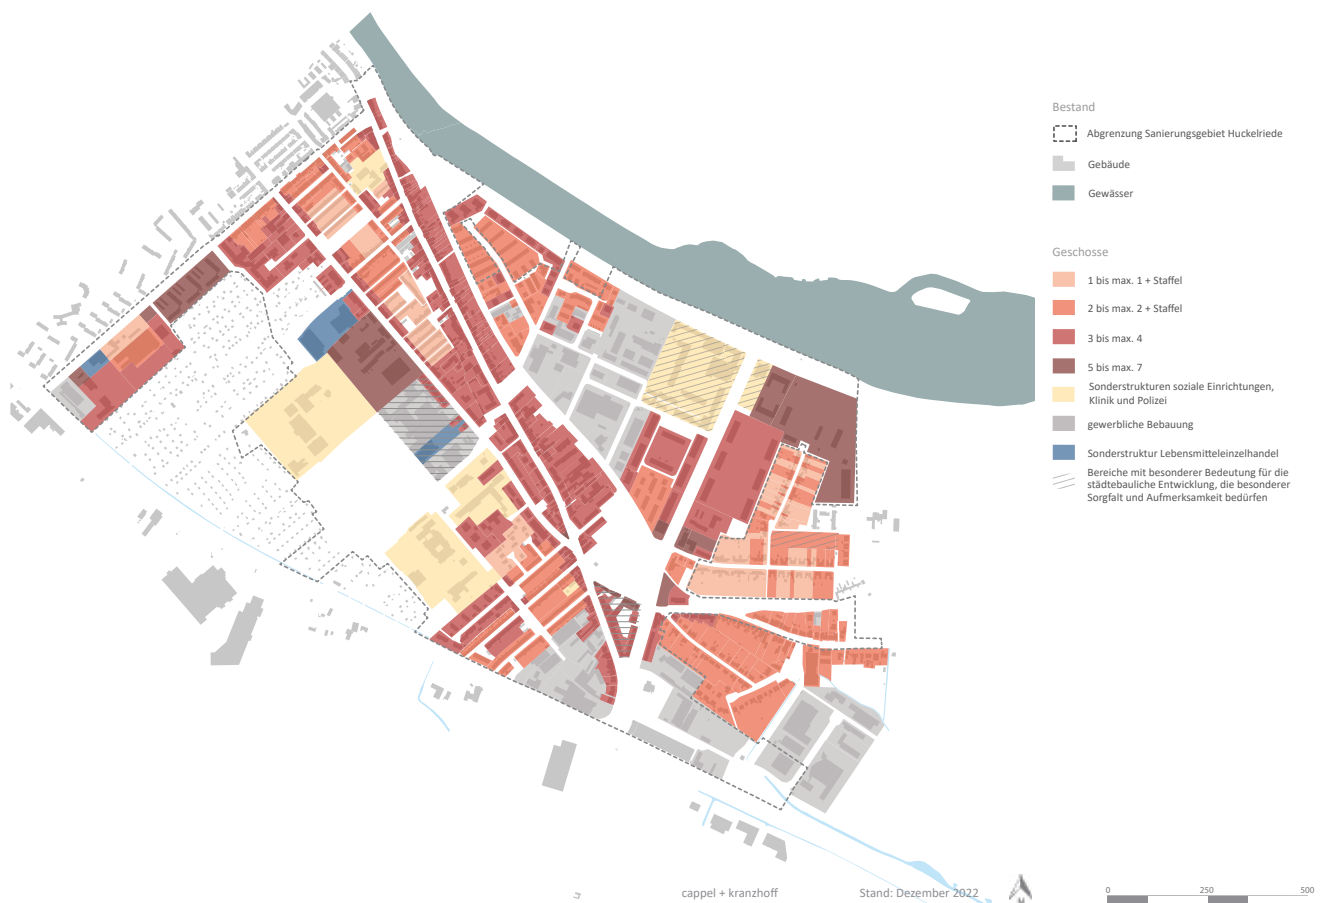 Bestand
Abgrenzung Sanierungsgebiet Huckelriede
Gebäude
Gewässer
Geschosse
1 bis max. 1 + Staffel
2 bis max. 2 + Staffel
3 bis max. 4
5 bis max. 7
Sonderstrukturen soziale Einrichtungen,
Klinik und Polizei
gewerbliche Bebauung
Sonderstruktur Lebensmitteleinzelhandel
Bereiche mit besonderer Bedeutung für die
städtebauliche Entwicklung, die besonderer
Sorgfalt und Aufmerksamkeit bedürfen
cappel + kranzhoff Stand: Dezember 2022
0 250 500